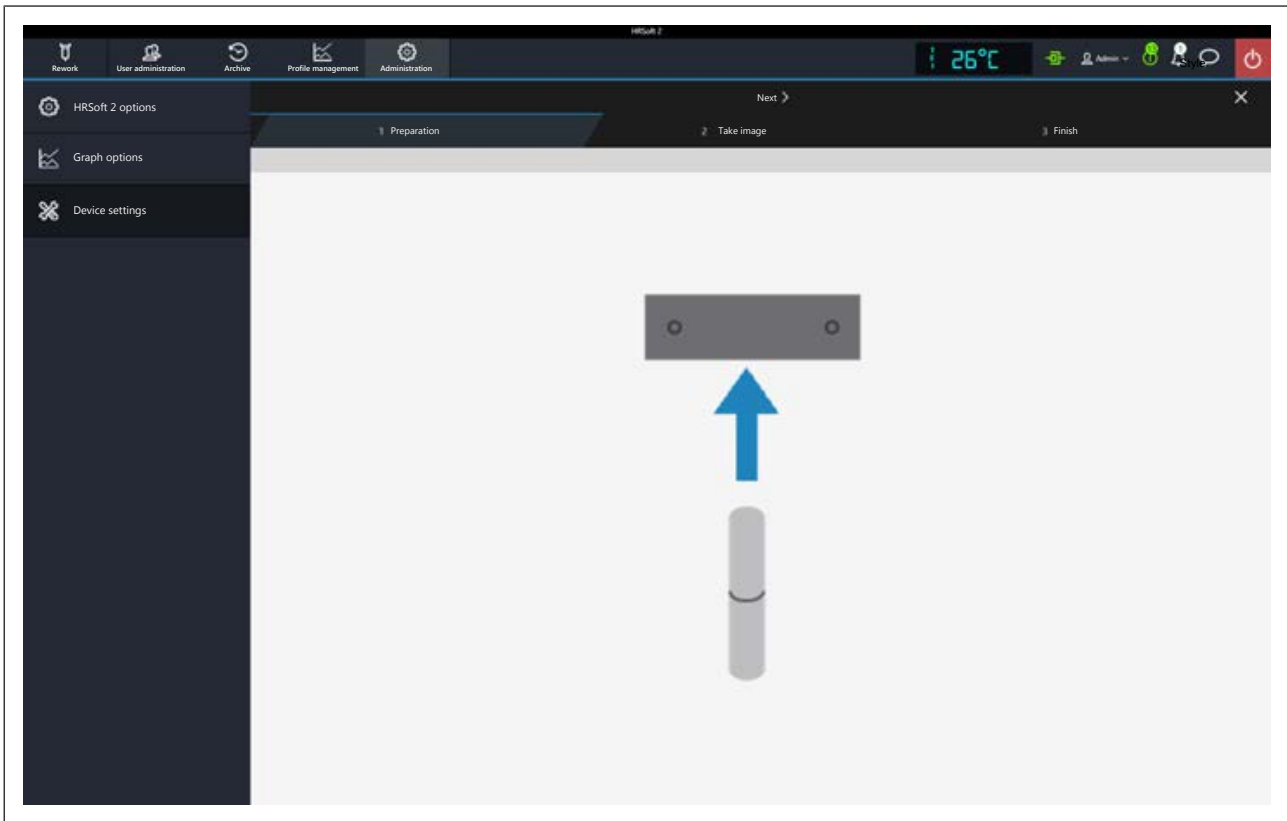 HRSoft 2
Rework User administration Archive Profile management Administration
26°C Admin Style
HRSoft 2 options
Graph options
Device settings
Next
1 Preparation 2 Take image 3 Finish